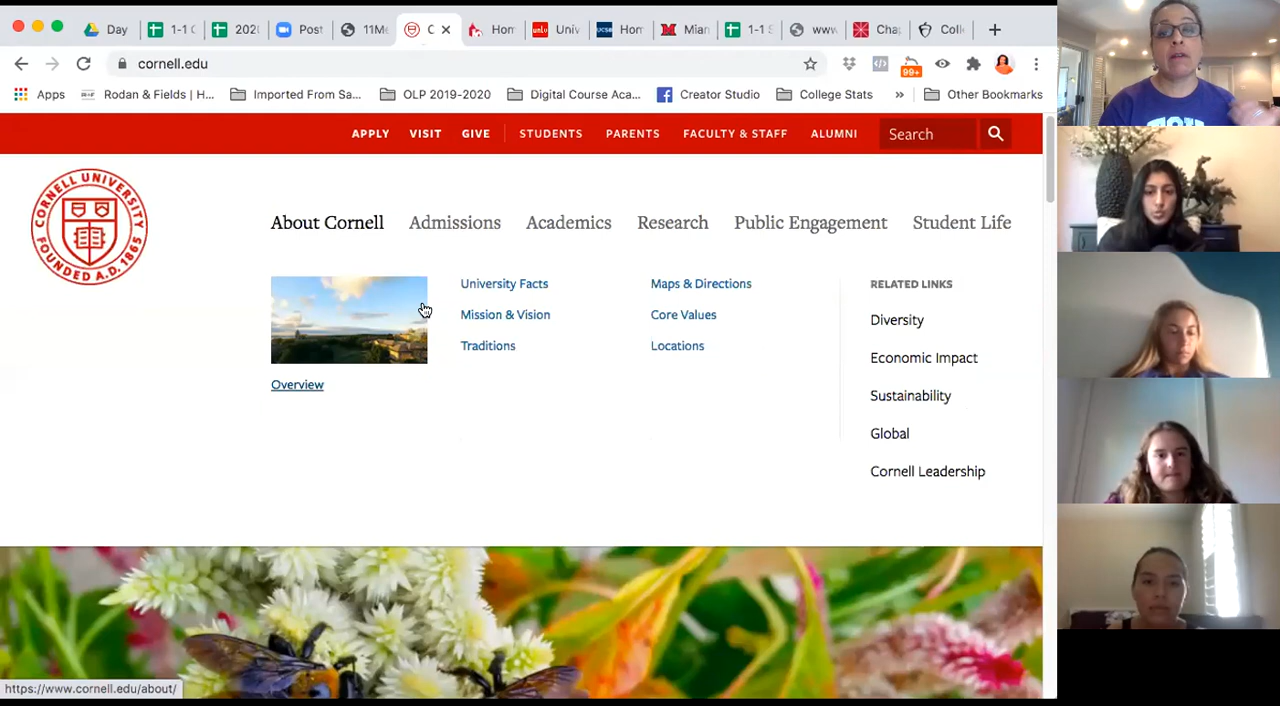 Day 1-1 C 202( Post 11Me C Hon Univ Hon Mian 1-1 S www Cha Coll
cornell.edu 99+
Apps Rodan & Fields | H... Imported From Sa... OLP 2019-2020 Digital Course Aca... Creator Studio College Stats » Other Bookmarks
APPLY VISIT GIVE STUDENTS PARENTS FACULTY & STAFF ALUMNI Search
CORNELL UNIVERSITY FOUNDED A.D. 1865
About Cornell Admissions Academics Research Public Engagement Student Life
University Facts Maps & Directions RELATED LINKS
Mission & Vision Core Values Diversity
Traditions Locations Economic Impact
Overview Sustainability
Global
Cornell Leadership
https://www.cornell.edu/about/